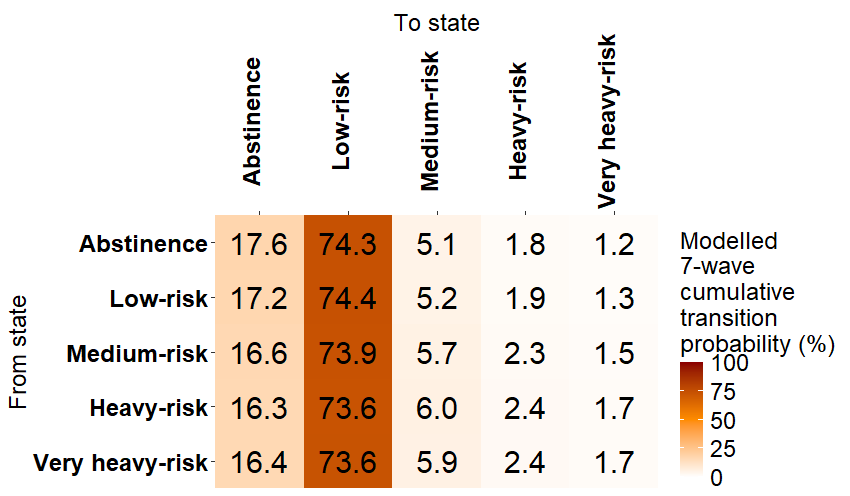 To state
Abstinence
Low-risk
Medium-risk
Heavy-risk
Very heavy-risk
From state
Abstinence 17.6 74.3 5.1 1.8 1.2
Low-risk 17.2 74.4 5.2 1.9 1.3
Medium-risk 16.6 73.9 5.7 2.3 1.5
Heavy-risk 16.3 73.6 6.0 2.4 1.7
Very heavy-risk 16.4 73.6 5.9 2.4 1.7
Modelled
7-wave
cumulative
transition
probability (%)
100
75
50
25
0